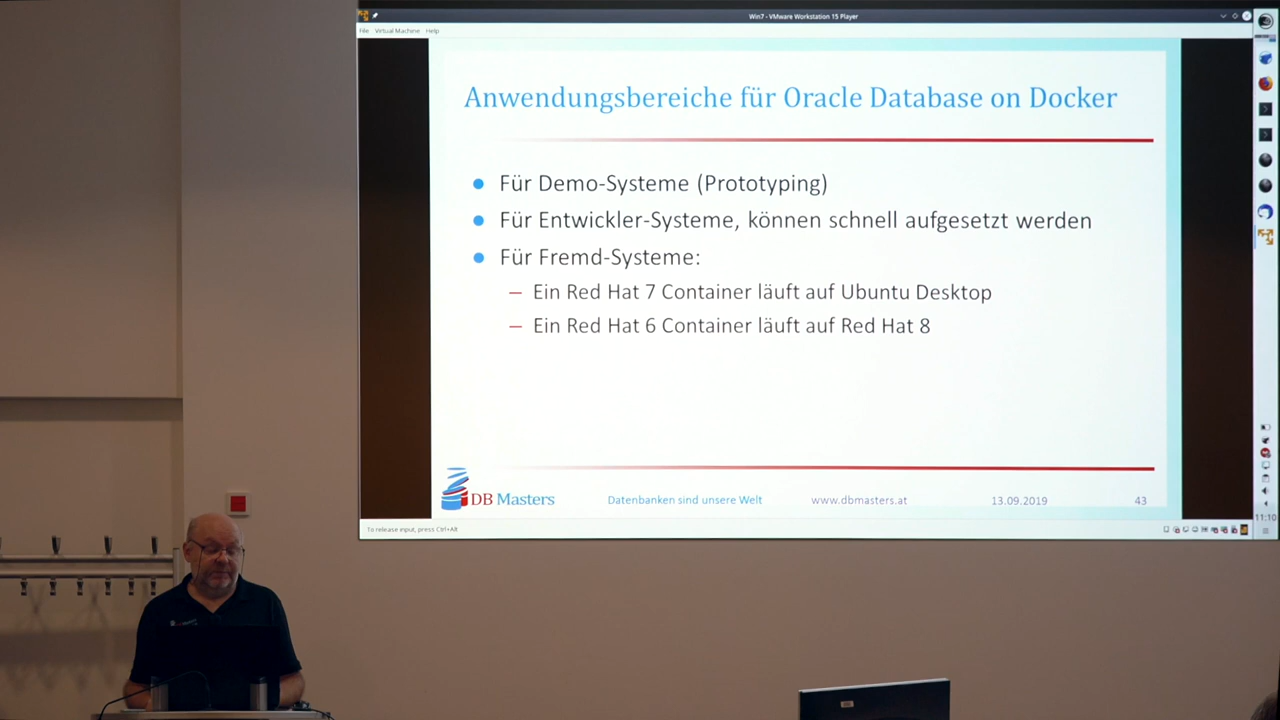 Win7 - VMware Workstation 15 Player
File Virtual Machine Help
Anwendungsbereiche für Oracle Database on Docker
Für Demo-Systeme (Prototyping)
Für Entwickler-Systeme, können schnell aufgesetzt werden
Für Fremd-Systeme:
– Ein Red Hat 7 Container läuft auf Ubuntu Desktop
– Ein Red Hat 6 Container läuft auf Red Hat 8
DB Masters Datenbanken sind unsere Welt www.dbmasters.at 13.09.2019 43
To release input, press Ctrl+Alt
11:10